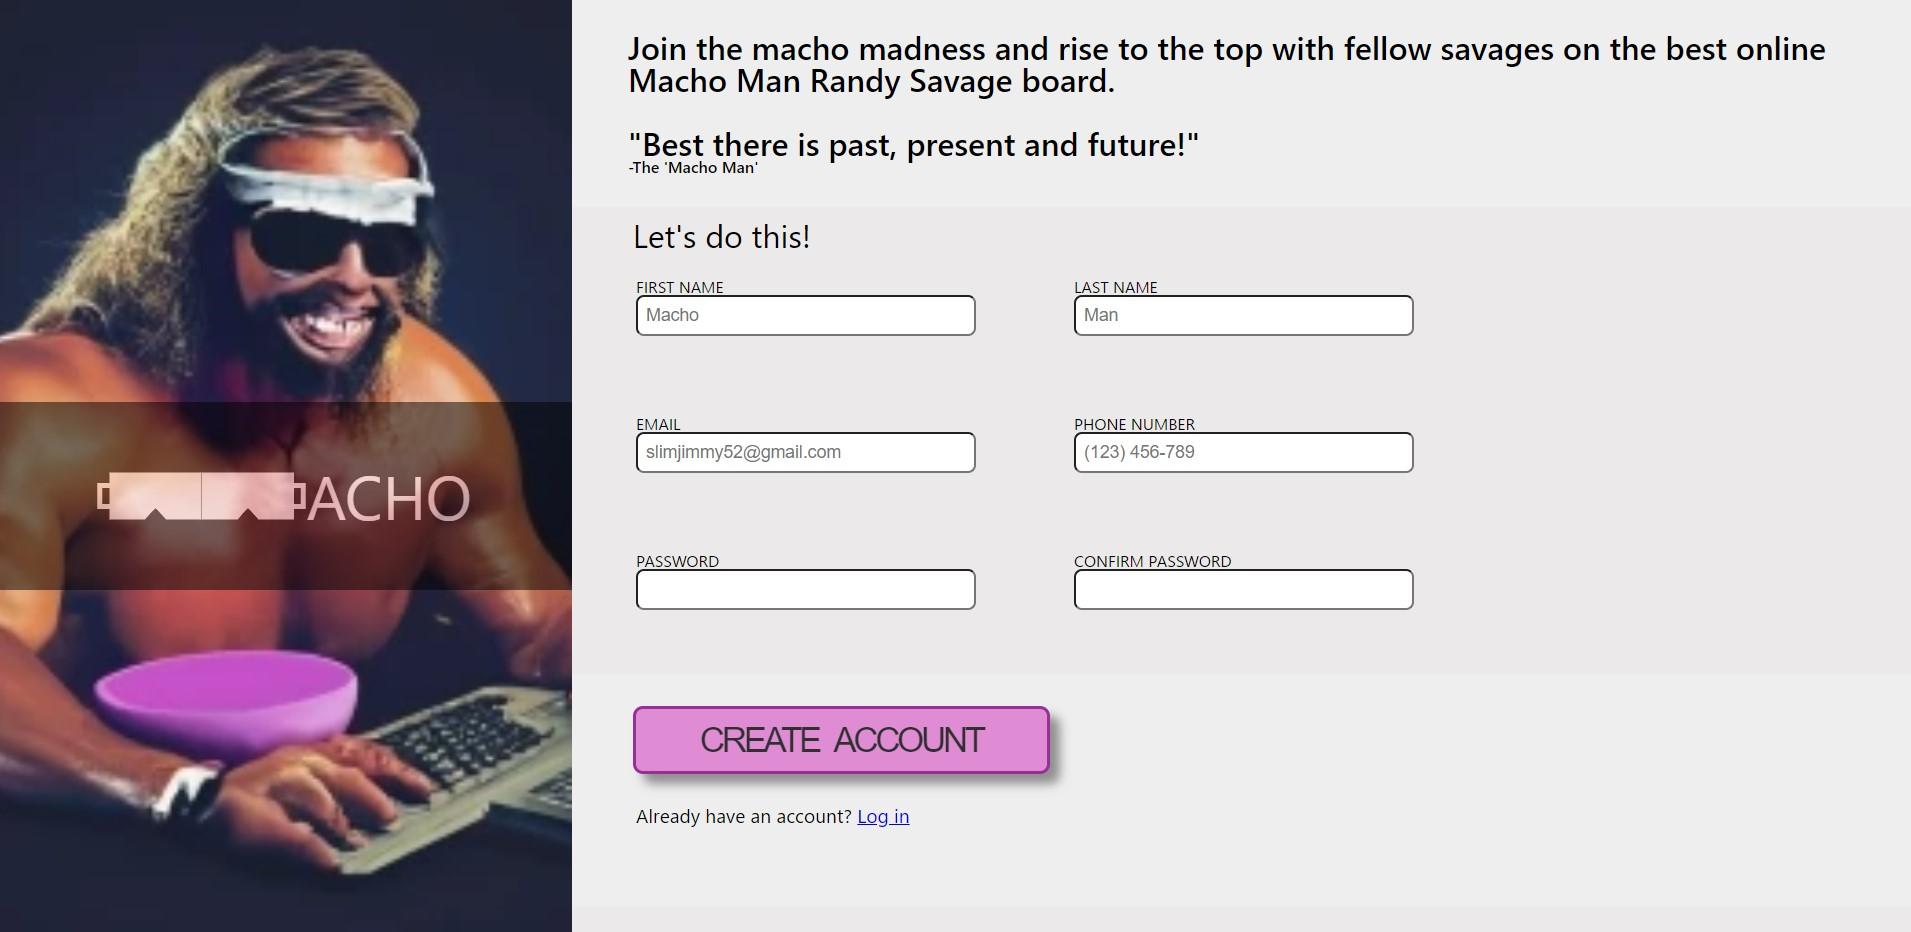 Join the macho madness and rise to the top with fellow savages on the best online
Macho Man Randy Savage board.
"Best there is past, present and future!"
-The 'Macho Man'
Let's do this!
FIRST NAME
Macho
LAST NAME
Man
EMAIL
slimjimmy52@gmail.com
PHONE NUMBER
(123) 456-789
PASSWORD
CONFIRM PASSWORD
ACHO
CREATE ACCOUNT
Already have an account? Log in